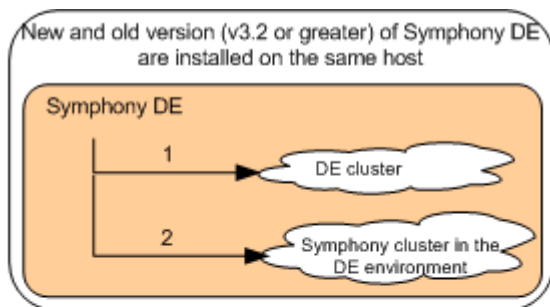 New and old version (v3.2 or greater) of Symphony DE
are installed on the same host
Symphony DE
1
DE cluster
2
Symphony cluster in the
DE environment